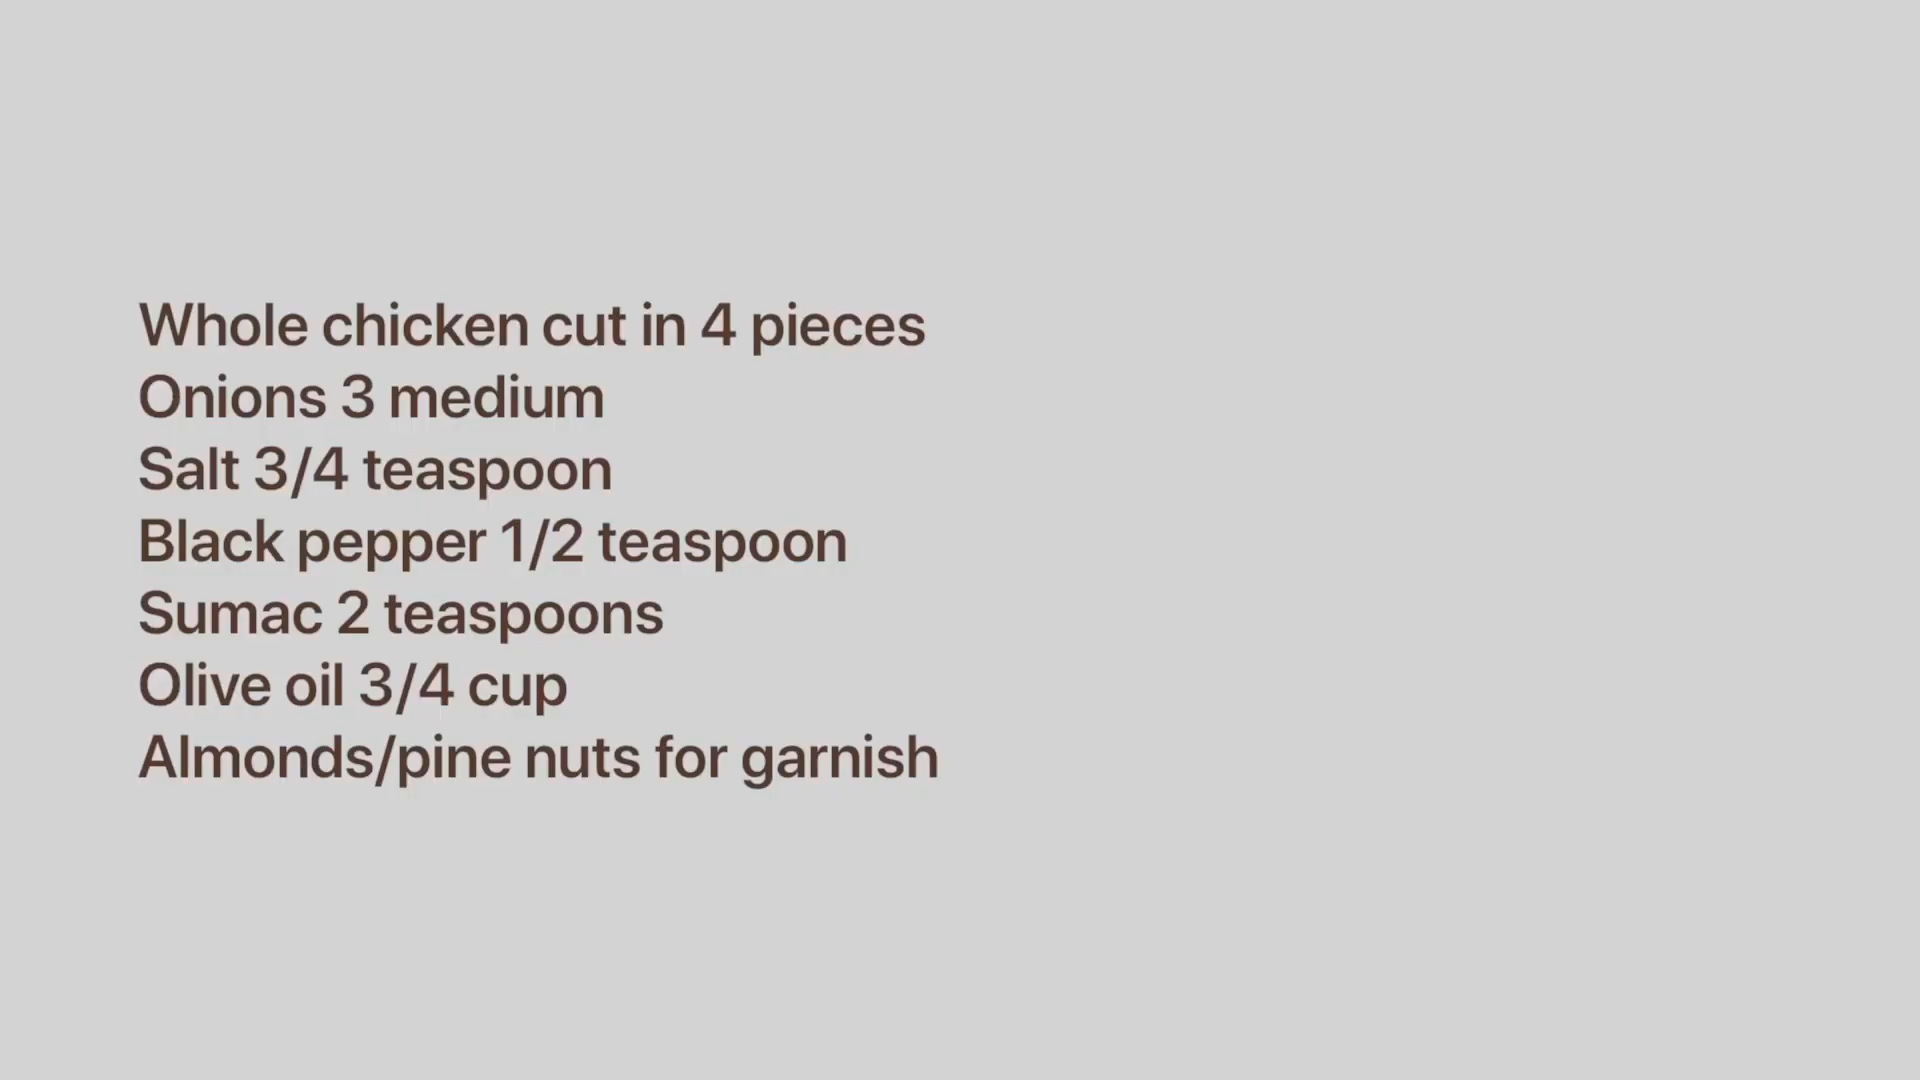 Whole chicken cut in 4 pieces
Onions 3 medium
Salt 3/4 teaspoon
Black pepper 1/2 teaspoon
Sumac 2 teaspoons
Olive oil 3/4 cup
Almonds/pine nuts for garnish